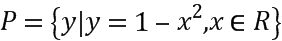 P = {y|y = 1 − x²,x ∈ R}